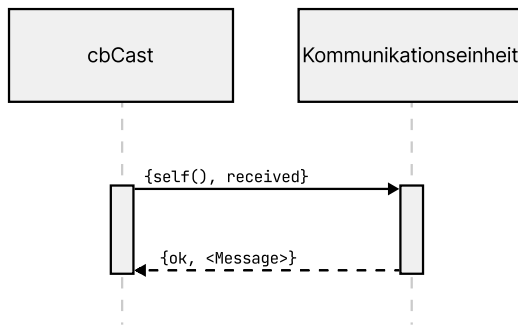 cbCast
Kommunikationseinheit
{self(), received}
{ok, <Message>}